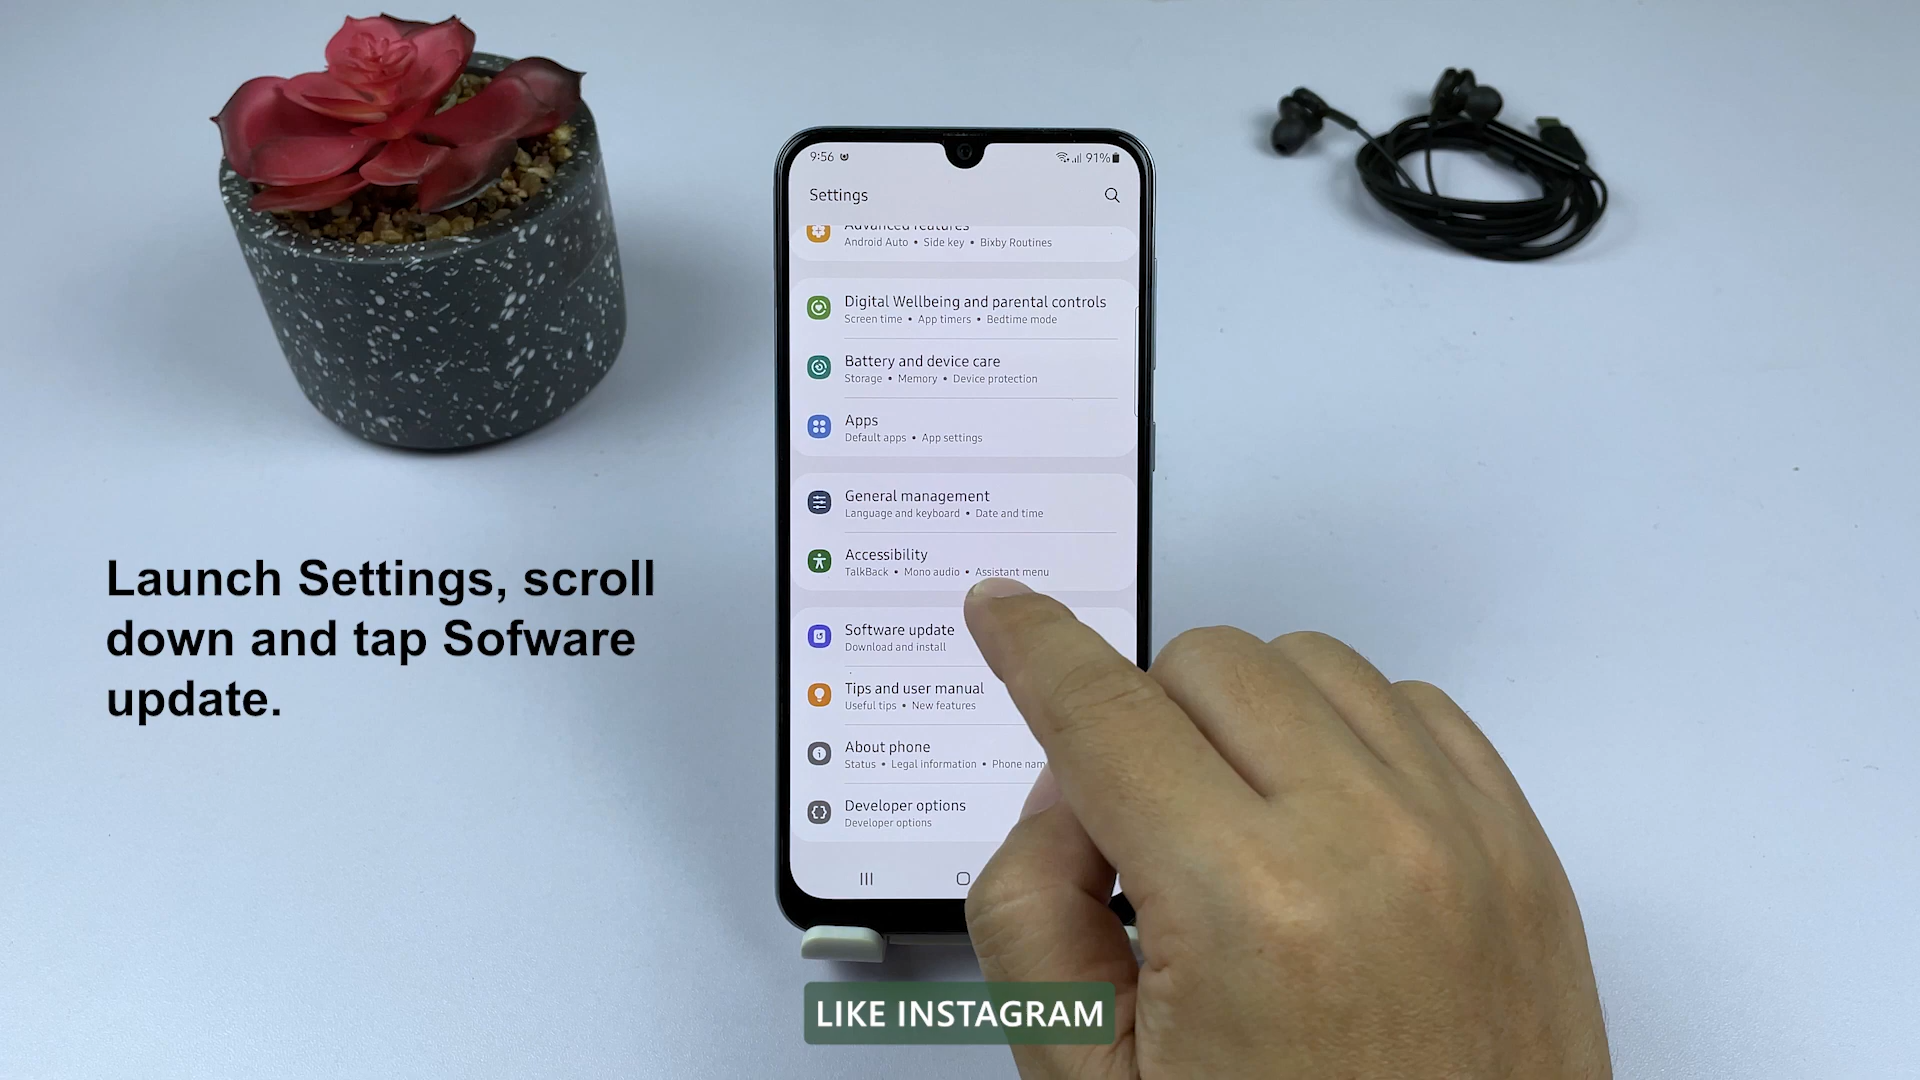 9:56
91%
Settings
Advanced features
Android Auto • Side key • Bixby Routines
Digital Wellbeing and parental controls
Screen time • App timers • Bedtime mode
Battery and device care
Storage • Memory • Device protection
Apps
Default apps • App settings
General management
Language and keyboard • Date and time
Accessibility
TalkBack • Mono audio • Assistant menu
Launch Settings, scroll
down and tap Sofware
update.
Software update
Download and install
Tips and user manual
Useful tips • New features
About phone
Status • Legal information • Phone nam
Developer options
Developer options
LIKE INSTAGRAM